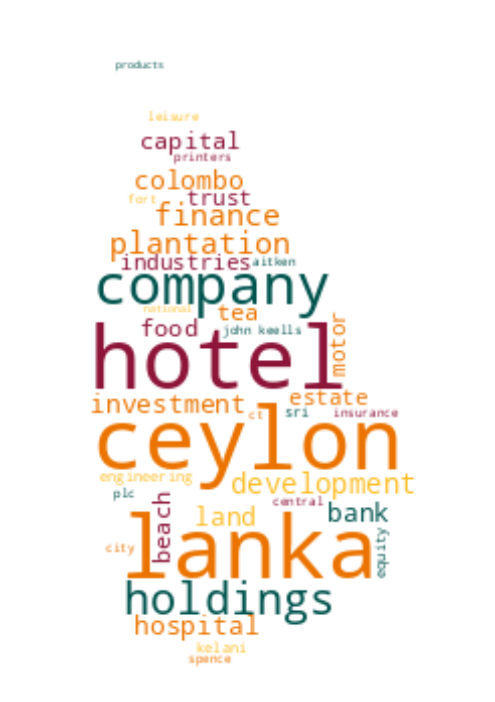 products
leisure
capital
printers
colombo
fort trust
finance
plantation
industries aitken
company
national tea
food john keells motor
hotel
investment estate
ct sri insurance
ceylon
engineering development
plc central
beach land bank
city lanka equity
holdings
hospital
kelani
spence